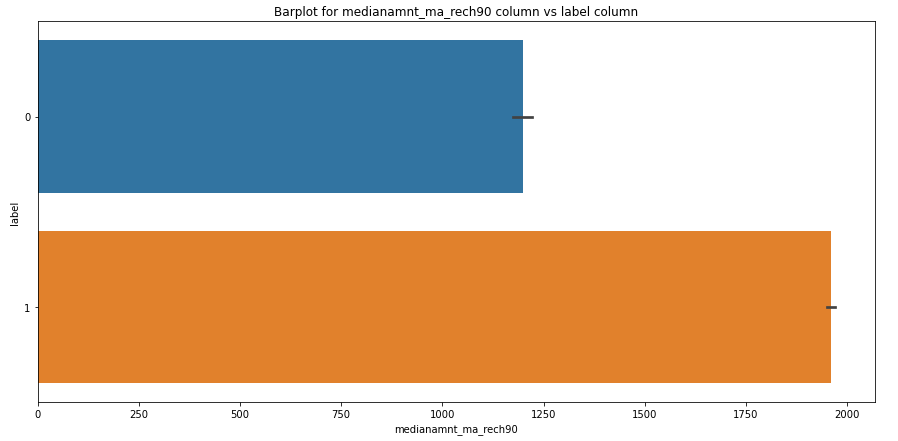 Barplot for medianamnt_ma_rech90 column vs label column
0
label
1
0 250 500 750 1000 1250 1500 1750 2000
medianamnt_ma_rech90